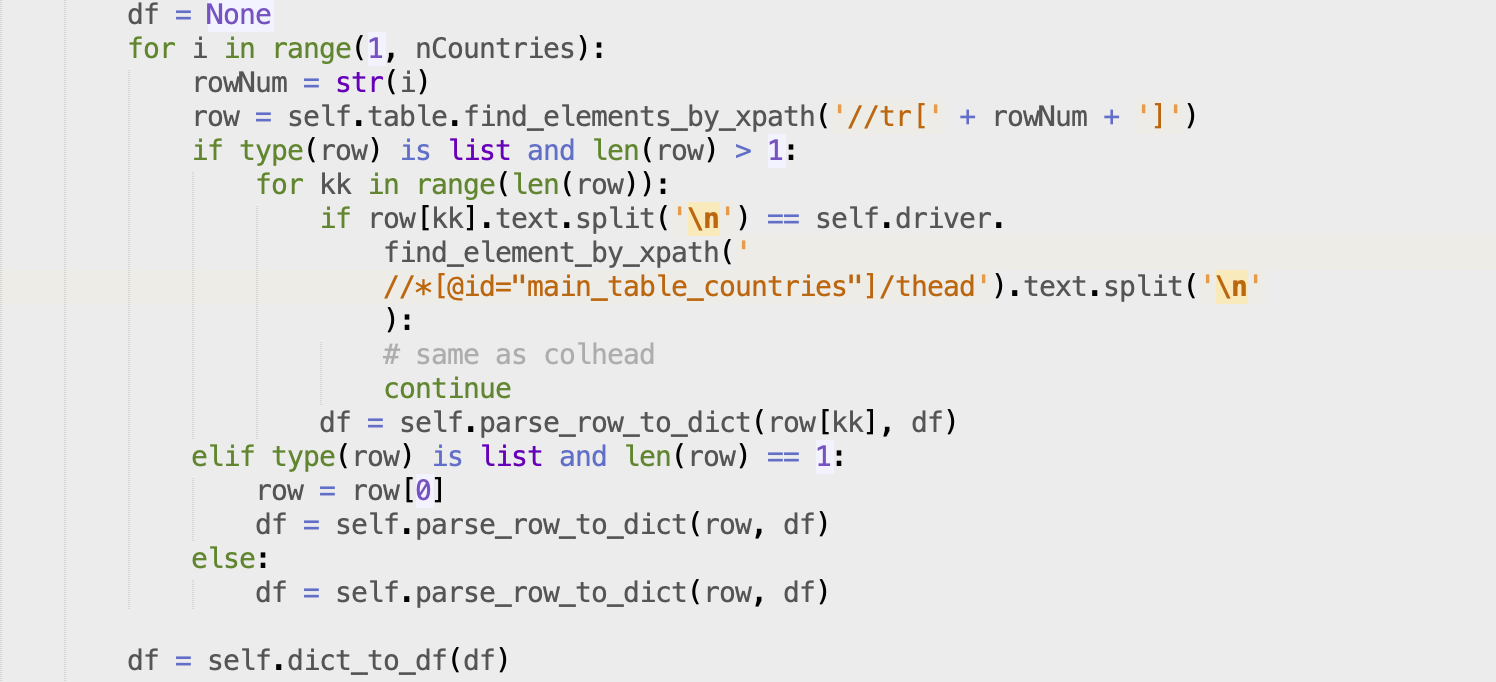 df = None
for i in range(1, nCountries):
rowNum = str(i)
row = self.table.find_elements_by_xpath('//tr[' + rowNum + ']')
if type(row) is list and len(row) > 1:
for kk in range(len(row)):
if row[kk].text.split('\n') == self.driver.
find_element_by_xpath('
//*[@id="main_table_countries"]/thead').text.split('\n'
):
# same as colhead
continue
df = self.parse_row_to_dict(row[kk], df)
elif type(row) is list and len(row) == 1:
row = row[0]
df = self.parse_row_to_dict(row, df)
else:
df = self.parse_row_to_dict(row, df)
df = self.dict_to_df(df)